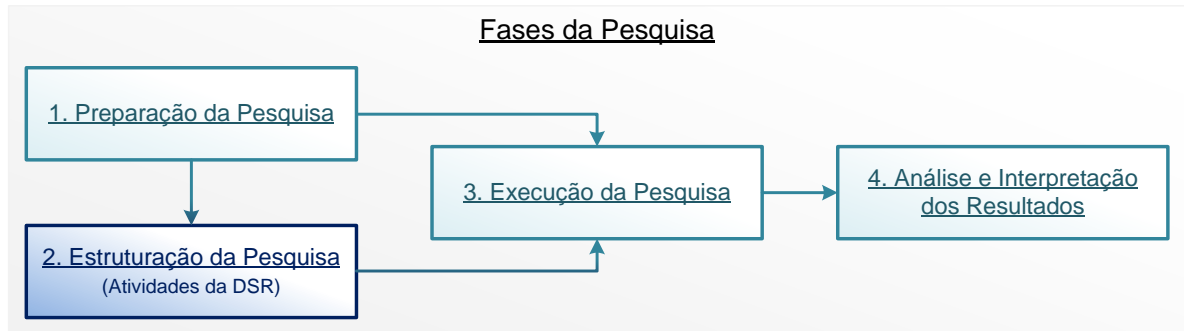 Fases da Pesquisa
1. Preparação da Pesquisa
2. Estruturação da Pesquisa
(Atividades da DSR)
3. Execução da Pesquisa
4. Análise e Interpretação
dos Resultados